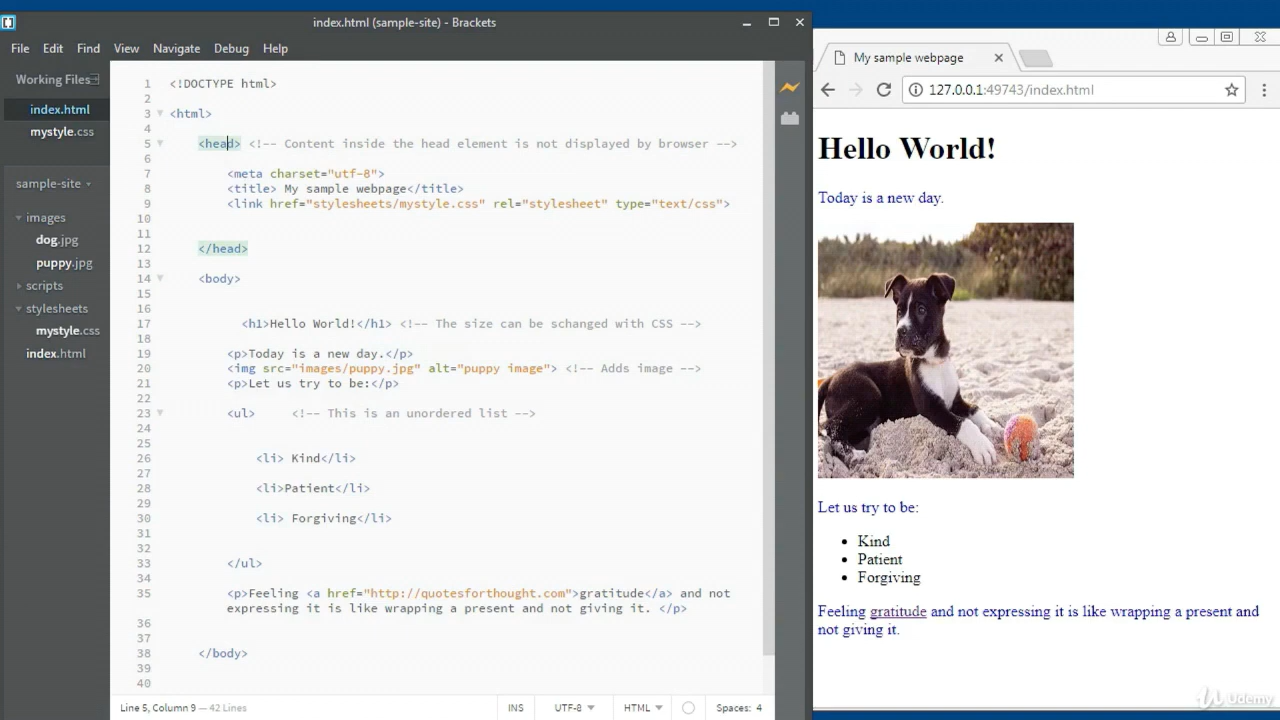 index.html (sample-site) - Brackets
File Edit Find View Navigate Debug Help
Working Files
index.html
mystyle.css
sample-site
images
dog.jpg
puppy.jpg
scripts
stylesheets
mystyle.css
index.html
1 <!DOCTYPE html>
2
3 <html>
4
5 <head> <!-- Content inside the head element is not displayed by browser -->
6
7 <meta charset="utf-8">
8 <title> My sample webpage</title>
9 <link href="stylesheets/mystyle.css" rel="stylesheet" type="text/css">
10
11
12 </head>
13
14 <body>
15
16
17 <h1>Hello World!</h1> <!-- The size can be schanged with CSS -->
18
19 <p>Today is a new day.</p>
20 <img src="images/puppy.jpg" alt="puppy image"> <!-- Adds image -->
21 <p>Let us try to be:</p>
22
23 <ul> <!-- This is an unordered list -->
24
25
26 <li> Kind</li>
27
28 <li>Patient</li>
29
30 <li> Forgiving</li>
31
32
33 </ul>
34
35 <p>Feeling <a href="http://quotesforthought.com">gratitude</a> and not
expressing it is like wrapping a present and not giving it. </p>
36
37
38 </body>
39
40
Line 5, Column 9 — 42 Lines
INS UTF-8 HTML Spaces: 4
My sample webpage
127.0.0.1:49743/index.html
Hello World!
Today is a new day.
Let us try to be:
• Kind
• Patient
• Forgiving
Feeling gratitude and not expressing it is like wrapping a present and
not giving it.
Udemy